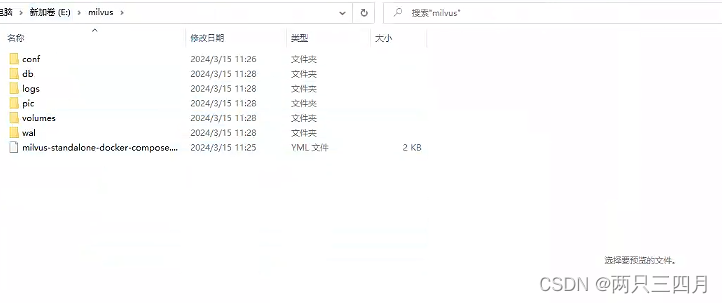 电脑 > 新加卷 (E:) > milvus 搜索"milvus"
名称 修改日期 类型 大小
conf 2024/3/15 11:26 文件夹
db 2024/3/15 11:28 文件夹
logs 2024/3/15 11:28 文件夹
pic 2024/3/15 11:28 文件夹
volumes 2024/3/15 11:28 文件夹
wal 2024/3/15 11:28 文件夹
milvus-standalone-docker-compose.... 2024/3/15 11:25 YML 文件 2 KB
选择要预览的文件。
CSDN @两只三四月